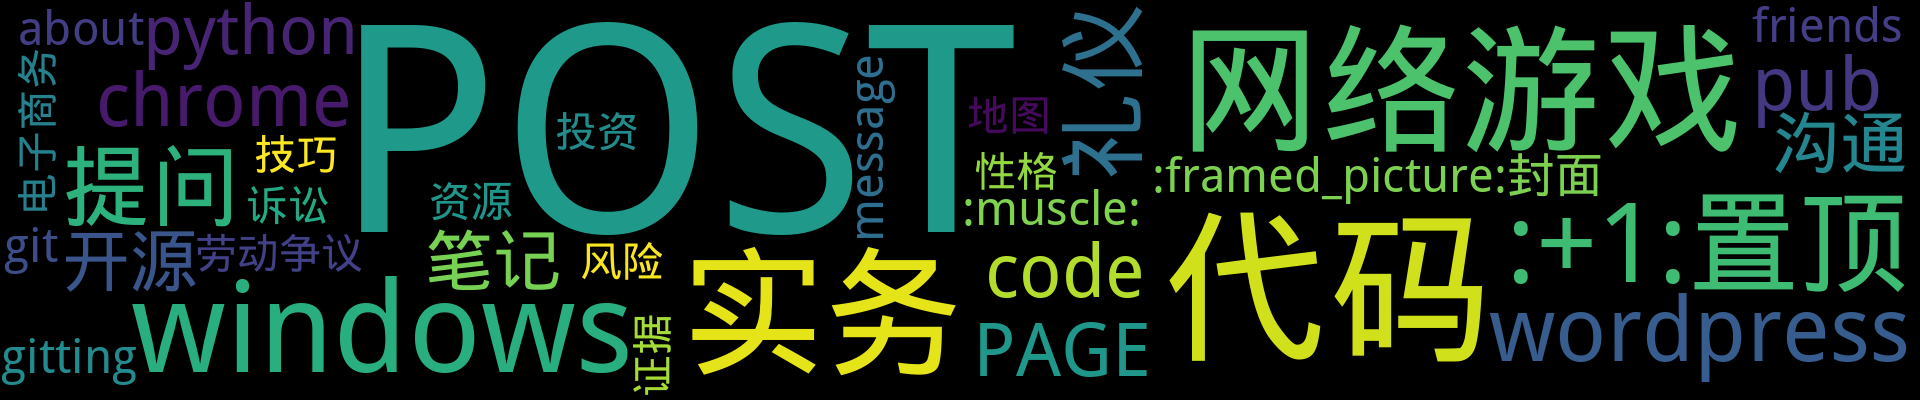 about
python
chrome
电子商务
提问
技巧
诉讼
git
开源
劳动争议
gitting
windows
POST
投资
资源
笔记
风险
证据
message
实务
地图
礼仪
性格
:muscle:
code
PAGE
网络游戏
:framed_picture:封面
代码
friends
pub
沟通
:+1:置顶
wordpress